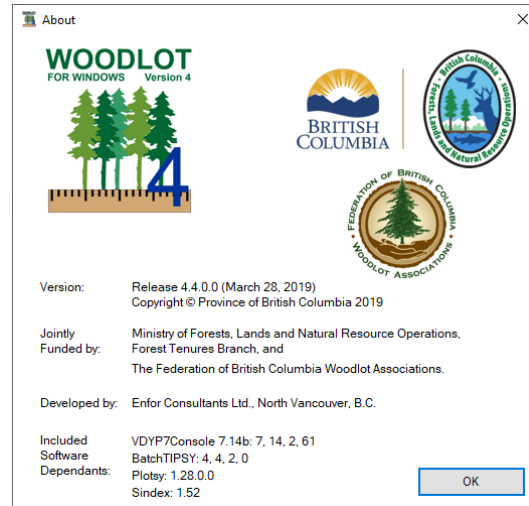 About
WOODLOT
FOR WINDOWS Version 4
4
BRITISH
COLUMBIA
British Columbia
Forests, Lands and Natural Resource Operations
FEDERATION OF BRITISH COLUMBIA
WOODLOT ASSOCIATIONS
Version: Release 4.4.0.0 (March 28, 2019)
Copyright © Province of British Columbia 2019
Jointly Ministry of Forests, Lands and Natural Resource Operations,
Funded by: Forest Tenures Branch, and
The Federation of British Columbia Woodlot Associations.
Developed by: Enfor Consultants Ltd., North Vancouver, B.C.
Included VDYP7Console 7.14b: 7, 14, 2, 61
Software BatchTIPSY: 4, 4, 2, 0
Dependants: Plotsy: 1.28.0.0
Sindex: 1.52
OK